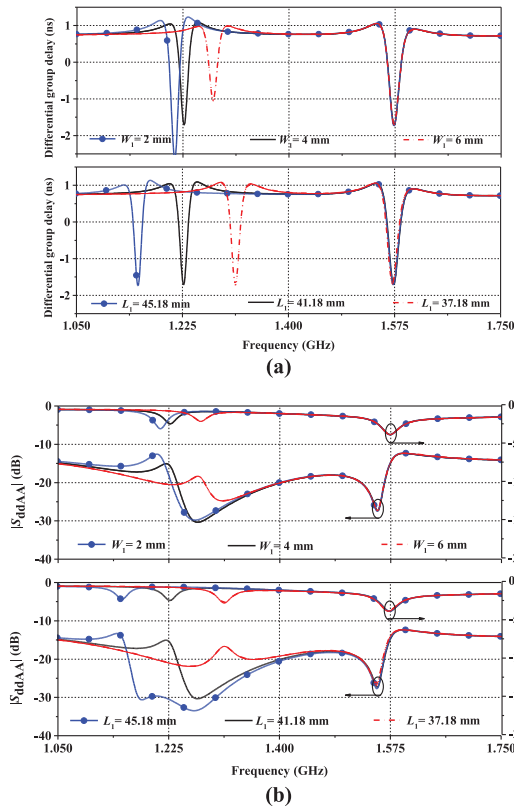 Differential group delay (ns)
1
0
-1
-2
W1= 2 mm W1= 4 mm W1= 6 mm
Differential group delay (ns)
1
0
-1
-2
L1= 45.18 mm L1= 41.18 mm L1= 37.18 mm
1.050 1.225 1.400 1.575 1.750
Frequency (GHz)
(a)
|SddAA| (dB)
0
-10
-20
-30
-40
W1= 2 mm W1= 4 mm W1= 6 mm
|SddAA| (dB)
0
-10
-20
-30
-40
L1= 45.18 mm L1= 41.18 mm L1= 37.18 mm
1.050 1.225 1.400 1.575 1.750
Frequency (GHz)
(b)